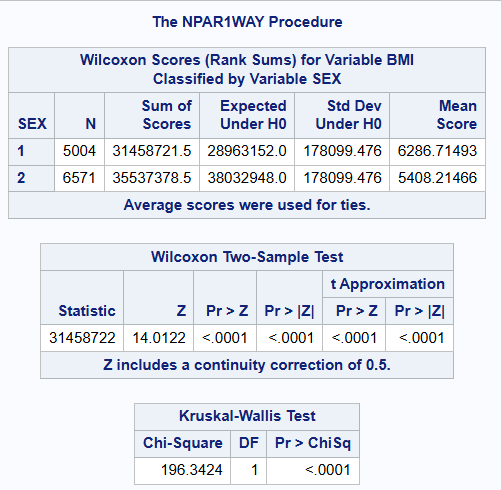 The NPAR1WAY Procedure
Wilcoxon Scores (Rank Sums) for Variable BMI
Classified by Variable SEX
SEX N Sum of Scores Expected Under H0 Std Dev Under H0 Mean Score
1 5004 31458721.5 28963152.0 178099.476 6286.71493
2 6571 35537378.5 38032948.0 178099.476 5408.21466
Average scores were used for ties.
Wilcoxon Two-Sample Test
t Approximation
Statistic Z Pr > Z Pr > |Z| Pr > Z Pr > |Z|
31458722 14.0122 <.0001 <.0001 <.0001 <.0001
Z includes a continuity correction of 0.5.
Kruskal-Wallis Test
Chi-Square DF Pr > ChiSq
196.3424 1 <.0001